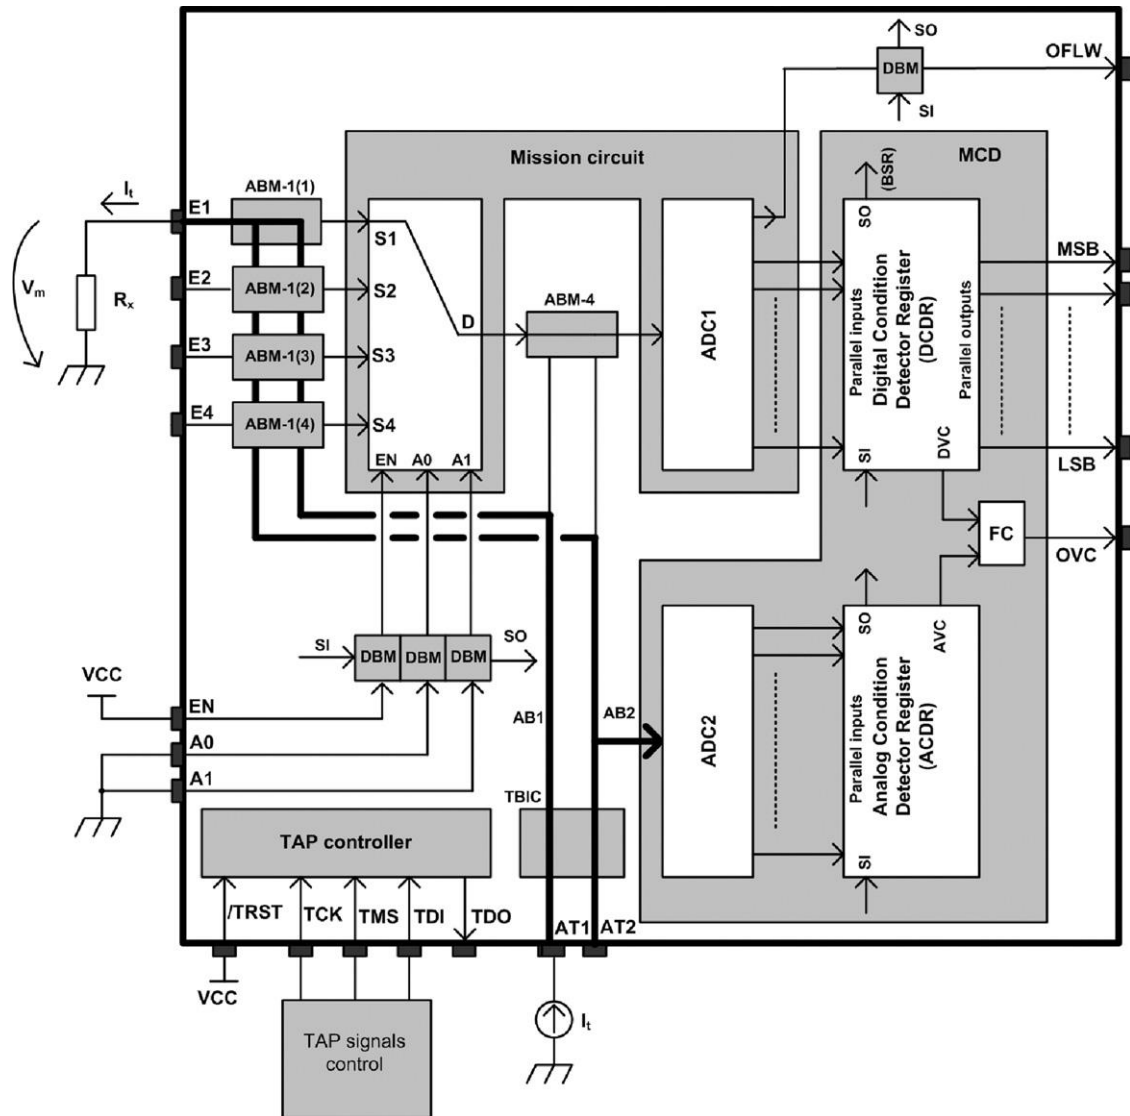 SO
OFLW
DBM
SI
Mission circuit
MCD
ABM-1(1)
It
E1
S1
Vm
Rx
E2
ABM-1(2)
S2
E3
ABM-1(3)
S3
E4
ABM-1(4)
S4
D
ABM-4
EN
A0
A1
ADC1
SO
(BSR)
Parallel inputs
Digital Condition
Detector Register
(DCDR)
Parallel outputs
SI
DVC
MSB
LSB
FC
OVC
SI
DBM
DBM
DBM
SO
VCC
EN
A0
A1
AB1
AB2
ADC2
SO
AVC
Parallel inputs
Analog Condition
Detector Register
(ACDR)
SI
TBIC
TAP controller
/TRST
TCK
TMS
TDI
TDO
AT1
AT2
VCC
TAP signals
control
It